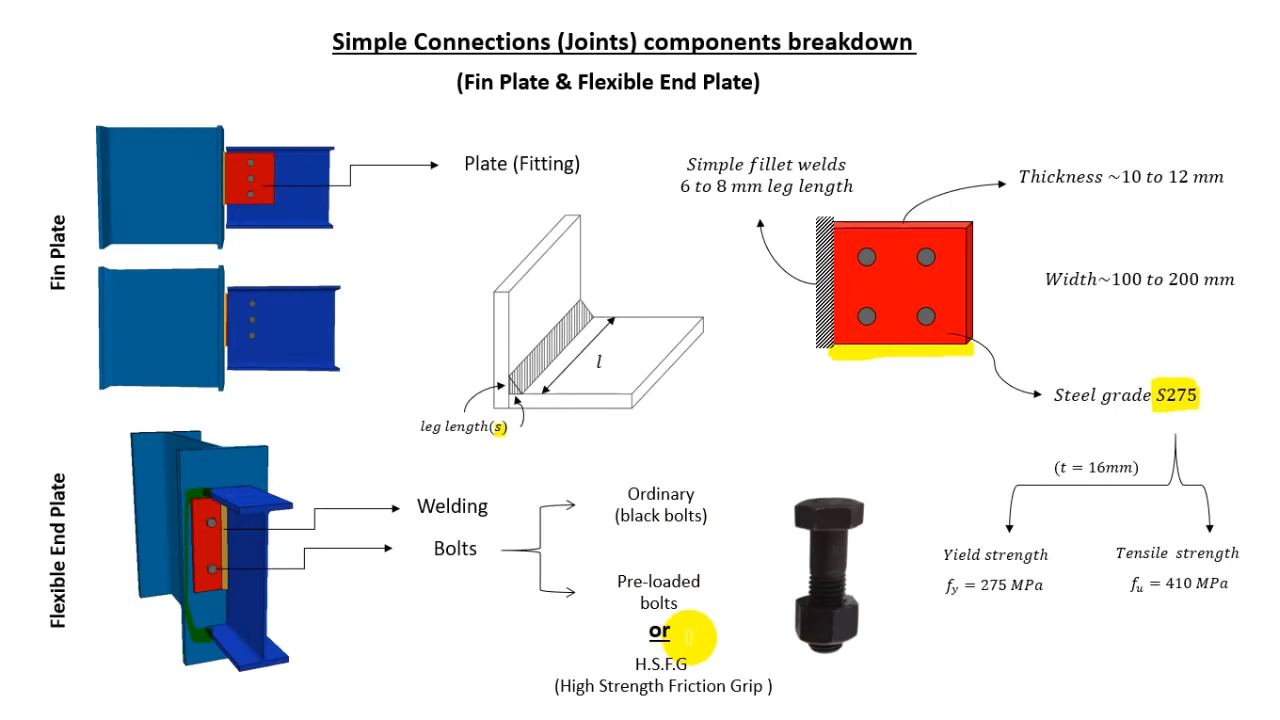 Simple Connections (Joints) components breakdown
(Fin Plate & Flexible End Plate)
Fin Plate
Plate (Fitting)
Simple fillet welds
6 to 8 mm leg length
Thickness ~10 to 12 mm
Width~100 to 200 mm
l
leg length(s)
Steel grade S275
(t = 16mm)
Yield strength
f_y = 275 MPa
Tensile strength
f_u = 410 MPa
Flexible End Plate
Welding
Bolts
Ordinary
(black bolts)
Pre-loaded
bolts
or
H.S.F.G
(High Strength Friction Grip )